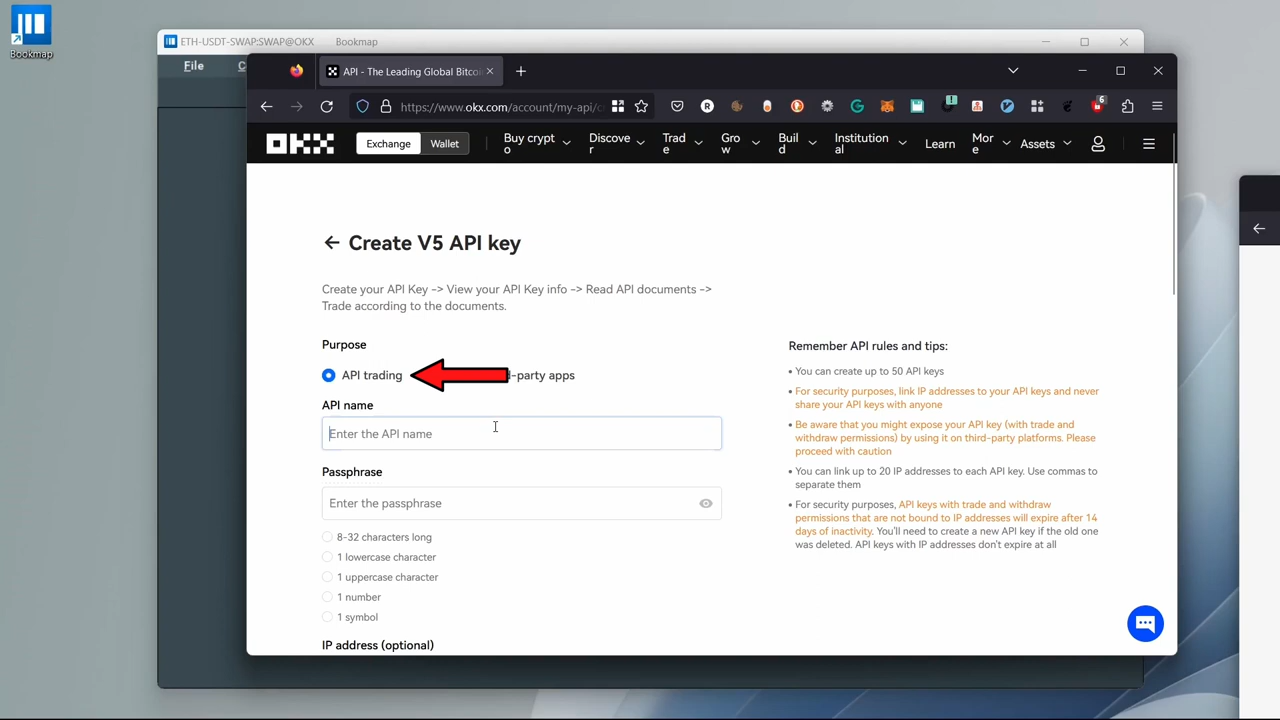 Bookmap
ETH-USDT-SWAP:SWAP@OKX Bookmap
File C
API - The Leading Global Bitcoi
https://www.okx.com/account/my-api/c
6
OKX
Exchange Wallet
Buy crypt
o
Discove
r
Trad
e
Gro
w
Buil
d
Institution
al
Learn
Mor
e
Assets
Create V5 API key
Create your API Key -> View your API Key info -> Read API documents ->
Trade according to the documents.
Purpose
API trading
d-party apps
API name
Enter the API name
Passphrase
Enter the passphrase
8-32 characters long
1 lowercase character
1 uppercase character
1 number
1 symbol
IP address (optional)
Remember API rules and tips:
• You can create up to 50 API keys
• For security purposes, link IP addresses to your API keys and never
share your API keys with anyone
• Be aware that you might expose your API key (with trade and
withdraw permissions) by using it on third-party platforms. Please
proceed with caution
• You can link up to 20 IP addresses to each API key. Use commas to
separate them
• For security purposes, API keys with trade and withdraw
permissions that are not bound to IP addresses will expire after 14
days of inactivity. You'll need to create a new API key if the old one
was deleted. API keys with IP addresses don't expire at all